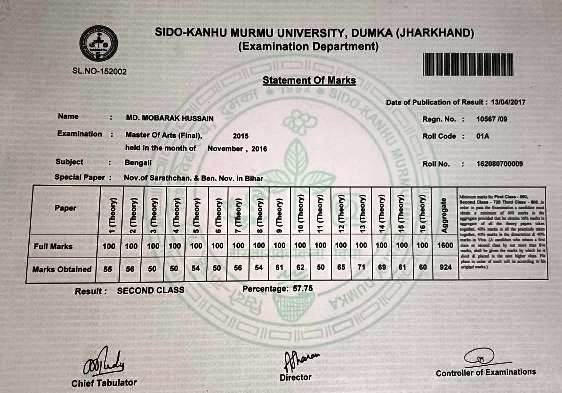 SIDO-KANHU MURMU UNIVERSITY, DUMKA (JHARKHAND)
(Examination Department)
SL.NO-152002
Statement Of Marks
Date of Publication of Result : 13/04/2017
Name : MD. MOBARAK HUSSAIN
Regn. No. : 10567 /09
Examination : Master Of Arts (Final), 2015
Roll Code : 01A
held in the month of November , 2016
Subject : Bengali
Roll No. : 162080700009
Special Paper : Nov.of Sarathchan. & Ben. Nov. in Bihar
Paper 1 (Theory) 2 (Theory) 3 (Theory) 4 (Theory) 5 (Theory) 6 (Theory) 7 (Theory) 8 (Theory) 9 (Theory) 10 (Theory) 11 (Theory) 12 (Theory) 13 (Theory) 14 (Theory) 15 (Theory) 16 (Theory) Aggregate
Full Marks 100 100 100 100 100 100 100 100 100 100 100 100 100 100 100 100 1600
Marks Obtained 55 56 50 50 54 50 56 54 61 62 50 65 71 69 61 60 924
Result : SECOND CLASS Percentage: 57.75
Chief Tabulator
Director
Controller of Examinations